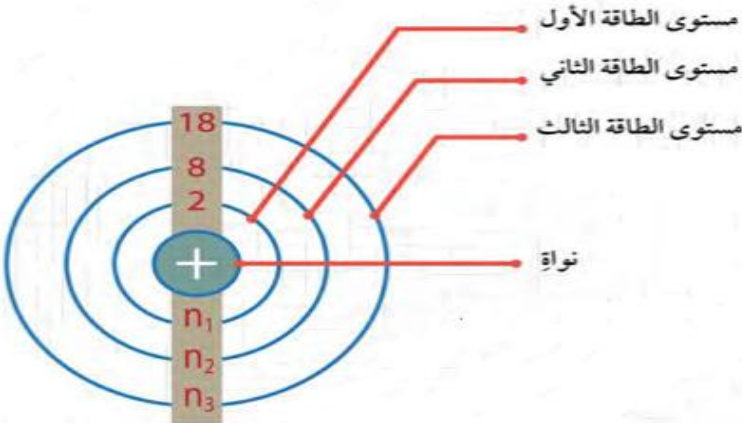 مستوى الطاقة الأول
مستوى الطاقة الثاني
مستوى الطاقة الثالث
نواةِ
18
8
2
+
n₁
n₂
n₃